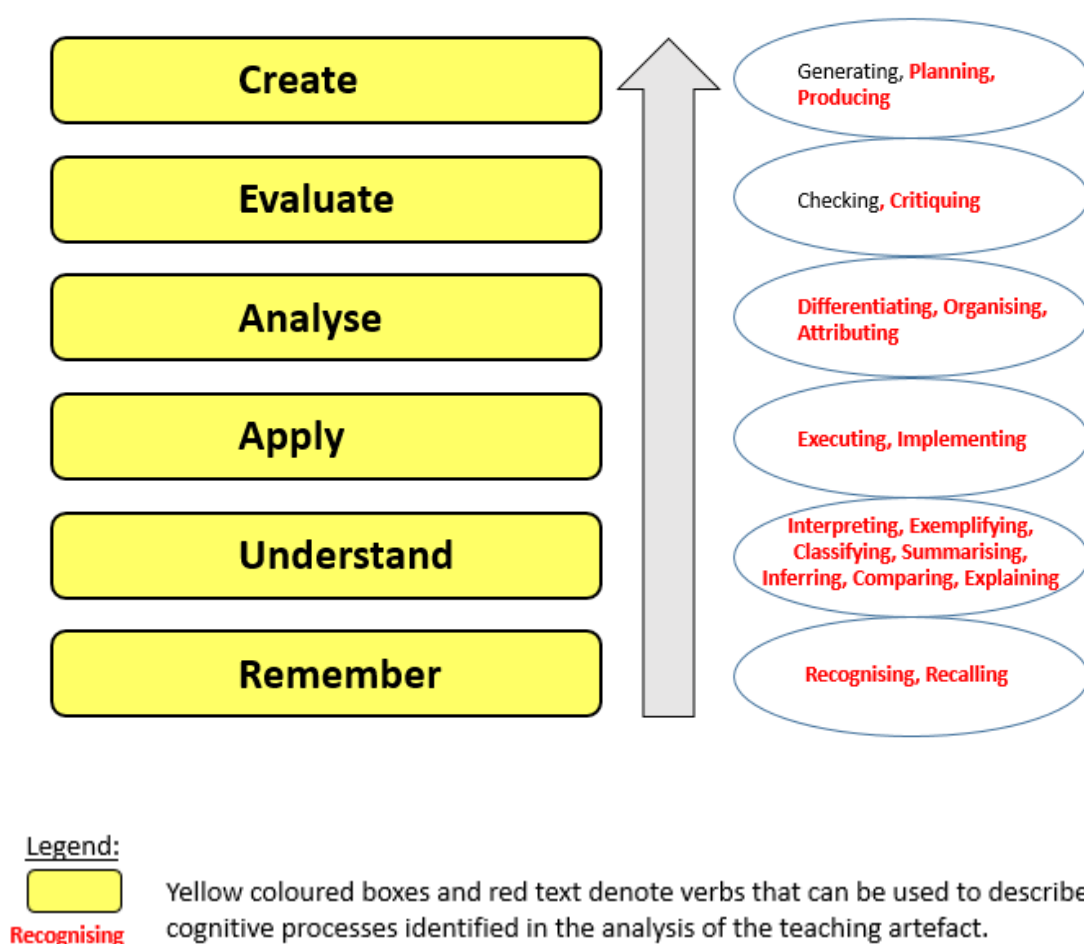 Create
Generating, Planning,
Producing
Evaluate
Checking, Critiquing
Analyse
Differentiating, Organising,
Attributing
Apply
Executing, Implementing
Understand
Interpreting, Exemplifying,
Classifying, Summarising,
Inferring, Comparing, Explaining
Remember
Recognising, Recalling
Legend:
Yellow coloured boxes and red text denote verbs that can be used to describe
Recognising cognitive processes identified in the analysis of the teaching artefact.